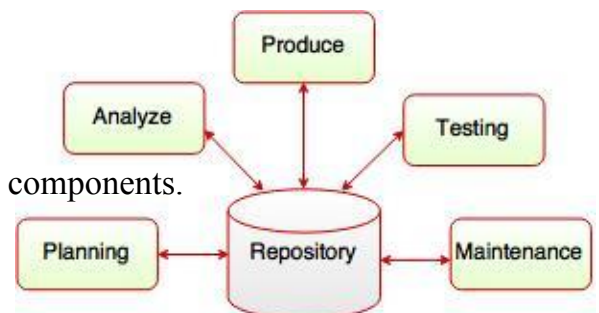 Produce
Analyze
Testing
components.
Planning
Repository
Maintenance